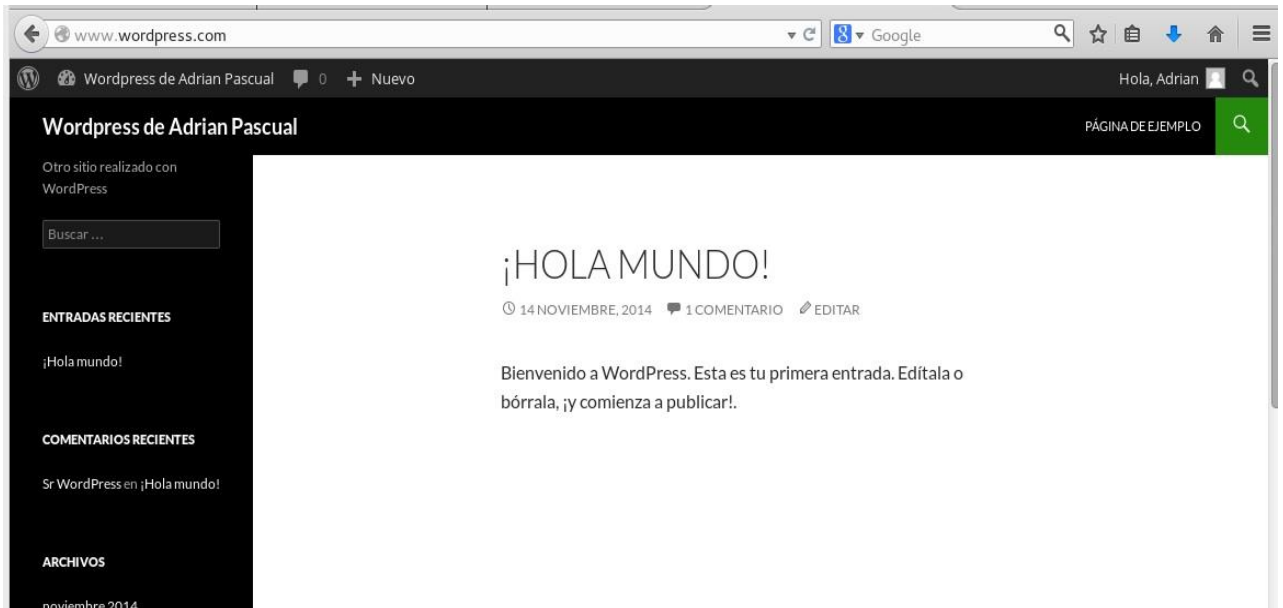 www.wordpress.com
Google
Wordpress de Adrian Pascual
0
Nuevo
Hola, Adrian
Wordpress de Adrian Pascual
PÁGINA DE EJEMPLO
Otro sitio realizado con
WordPress
Buscar ...
ENTRADAS RECIENTES
¡Hola mundo!
COMENTARIOS RECIENTES
Sr WordPress en ¡Hola mundo!
ARCHIVOS
noviembre 2014
¡HOLA MUNDO!
14 NOVIEMBRE, 2014 1 COMENTARIO EDITAR
Bienvenido a WordPress. Esta es tu primera entrada. Edítala o
bórrala, ¡y comienza a publicar!.